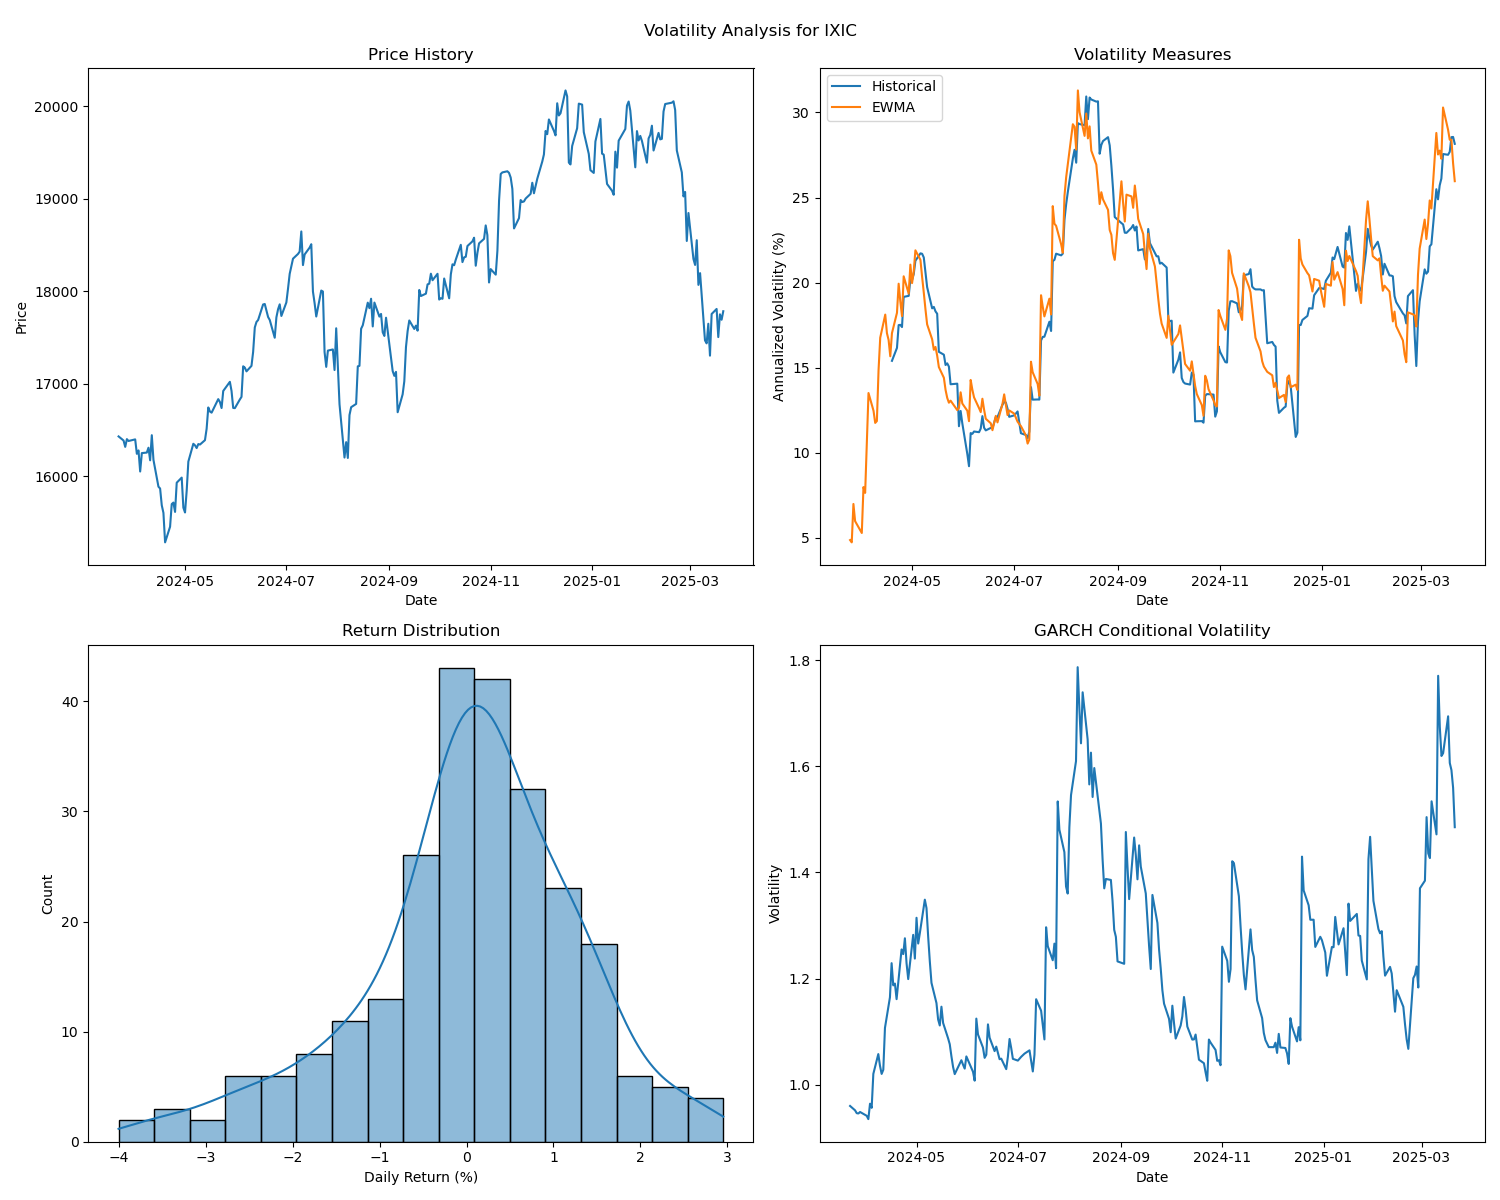 Volatility Analysis for IXIC
Price History
20000
19000
18000
17000
16000
Price
2024-05 2024-07 2024-09 2024-11 2025-01 2025-03
Date
Volatility Measures
Historical
EWMA
30
25
20
15
10
5
Annualized Volatility (%)
2024-05 2024-07 2024-09 2024-11 2025-01 2025-03
Date
Return Distribution
40
30
20
10
0
Count
−4 −3 −2 −1 0 1 2 3
Daily Return (%)
GARCH Conditional Volatility
1.8
1.6
1.4
1.2
1.0
Volatility
2024-05 2024-07 2024-09 2024-11 2025-01 2025-03
Date